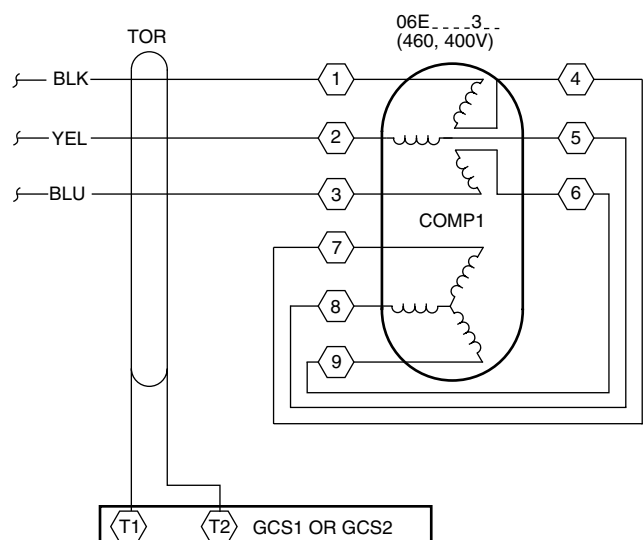 06E_ _ _ _3_ _
(460, 400V)
TOR
BLK
1
4
YEL
2
5
BLU
3
6
COMP1
7
8
9
T1
T2
GCS1 OR GCS2